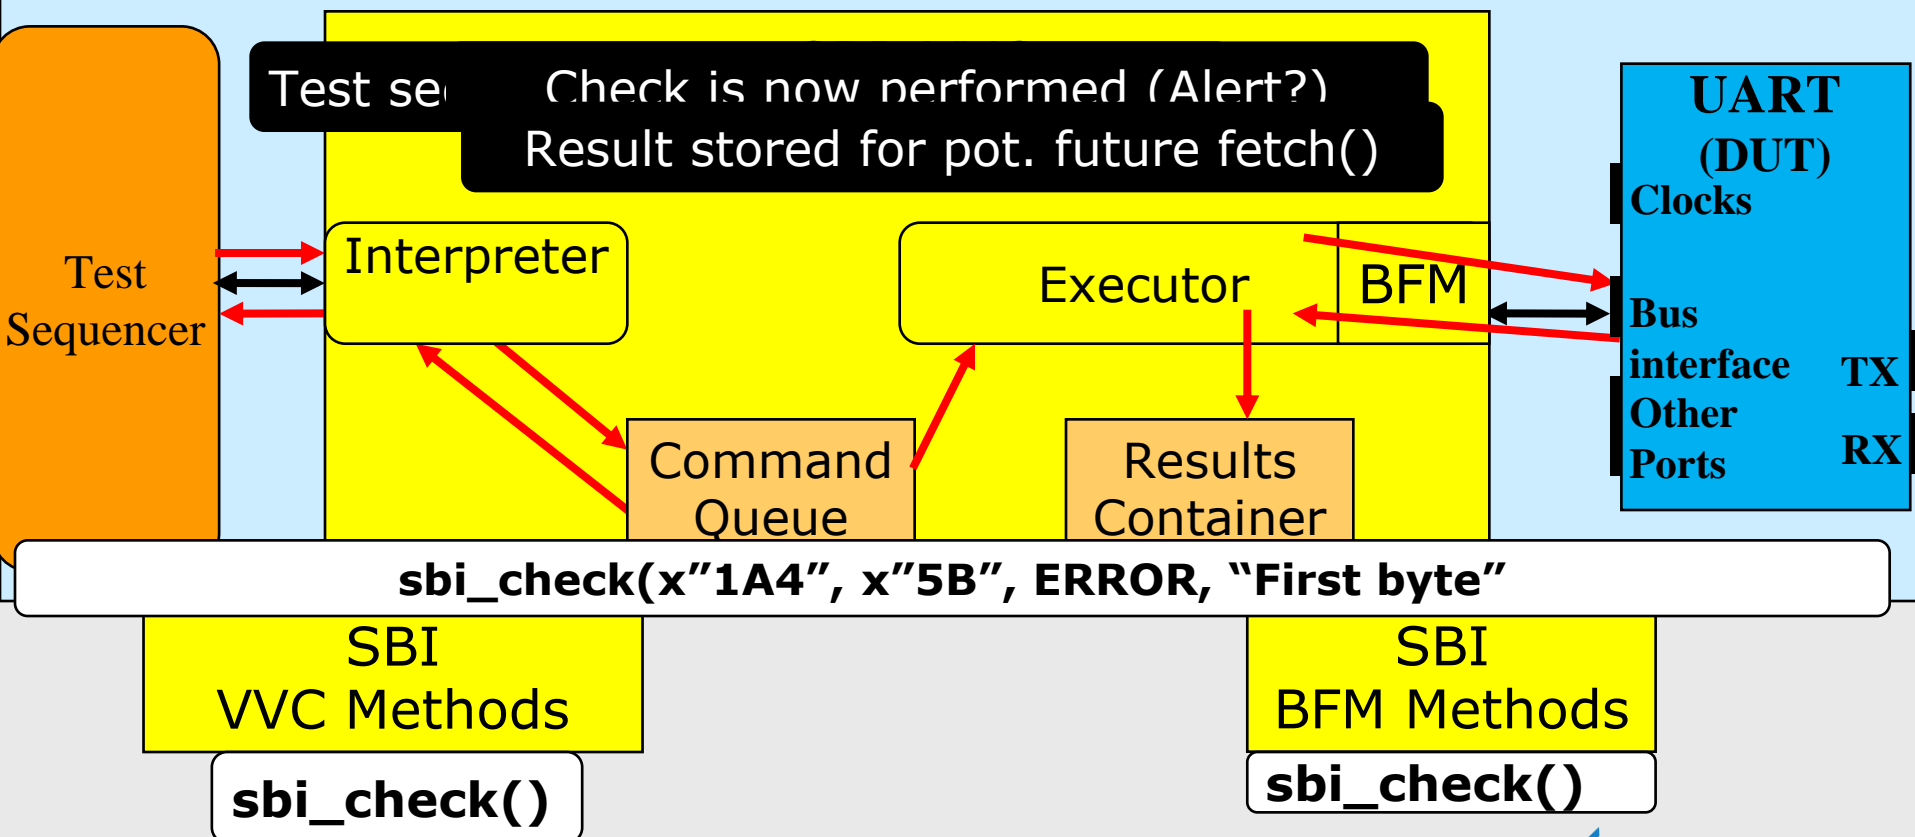 Test se
Check is now performed (Alert?)
Result stored for pot. future fetch()
Test
Sequencer
Interpreter
Executor
BFM
Command
Queue
Results
Container
UART
(DUT)
Clocks
Bus
interface
TX
Other
Ports
RX
sbi_check(x”1A4”, x”5B”, ERROR, “First byte”
SBI
VVC Methods
sbi_check()
SBI
BFM Methods
sbi_check()